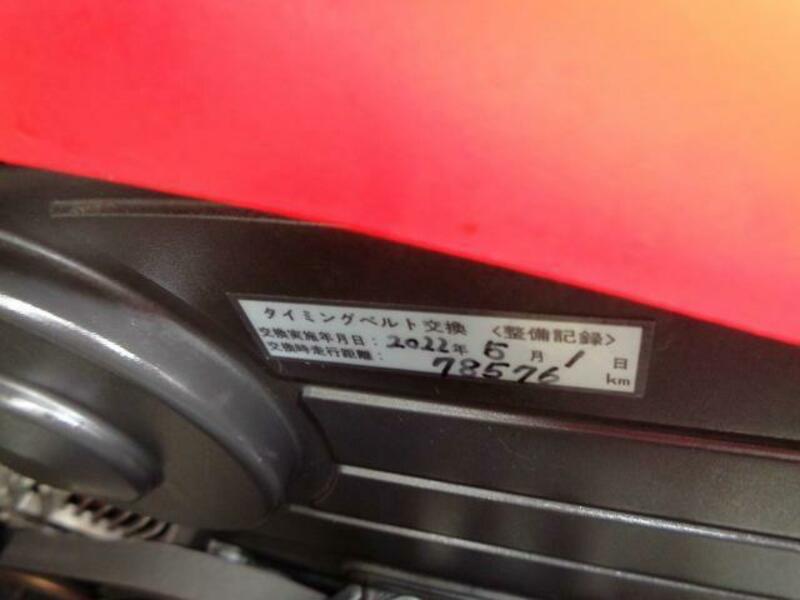 タイミングベルト交換 〈整備記録〉
交換実施年月日：2022年 5月 1日
交換時走行距離： 78576 km